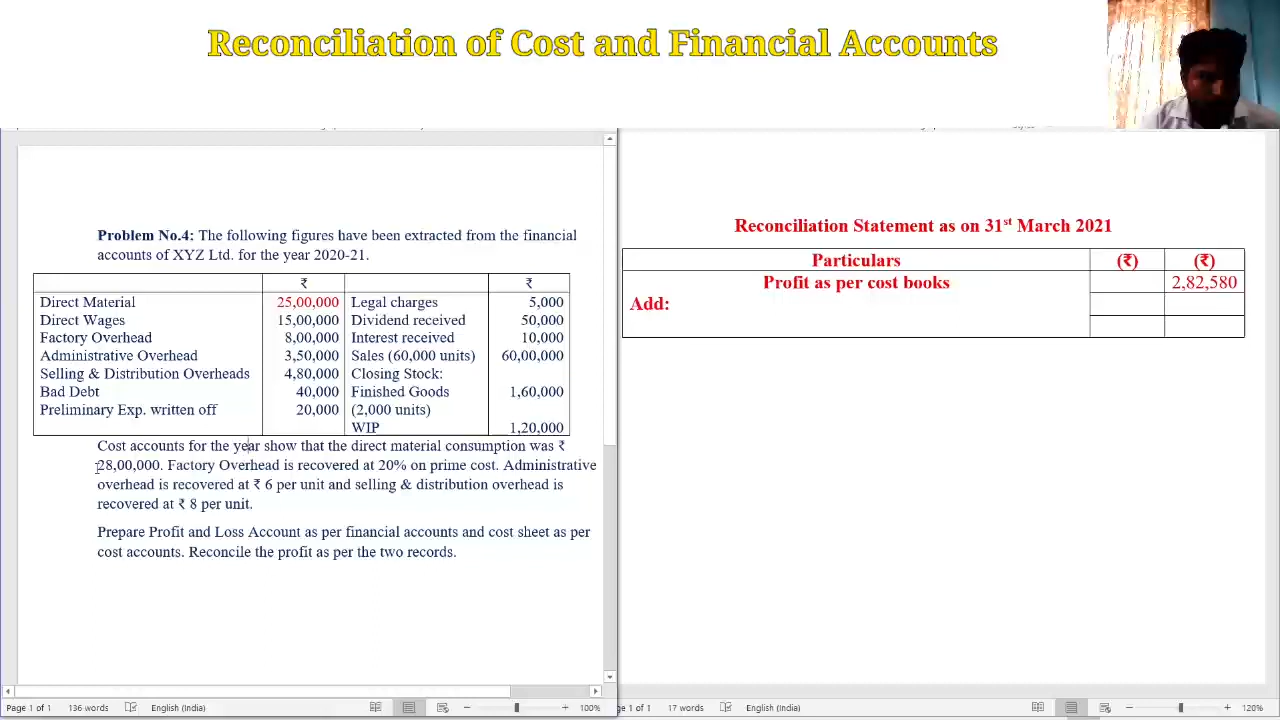 Reconciliation of Cost and Financial Accounts
Problem No.4: The following figures have been extracted from the financial
accounts of XYZ Ltd. for the year 2020-21.
₹ ₹
Direct Material 25,00,000 Legal charges 5,000
Direct Wages 15,00,000 Dividend received 50,000
Factory Overhead 8,00,000 Interest received 10,000
Administrative Overhead 3,50,000 Sales (60,000 units) 60,00,000
Selling & Distribution Overheads 4,80,000 Closing Stock:
Bad Debt 40,000 Finished Goods 1,60,000
Preliminary Exp. written off 20,000 (2,000 units)
WIP 1,20,000
Cost accounts for the year show that the direct material consumption was ₹
28,00,000. Factory Overhead is recovered at 20% on prime cost. Administrative
overhead is recovered at ₹ 6 per unit and selling & distribution overhead is
recovered at ₹ 8 per unit.
Prepare Profit and Loss Account as per financial accounts and cost sheet as per
cost accounts. Reconcile the profit as per the two records.
Page 1 of 1 136 words English (India) 100%
Reconciliation Statement as on 31st March 2021
Particulars (₹) (₹)
Profit as per cost books 2,82,580
Add:
ge 1 of 1 17 words English (India) 120%